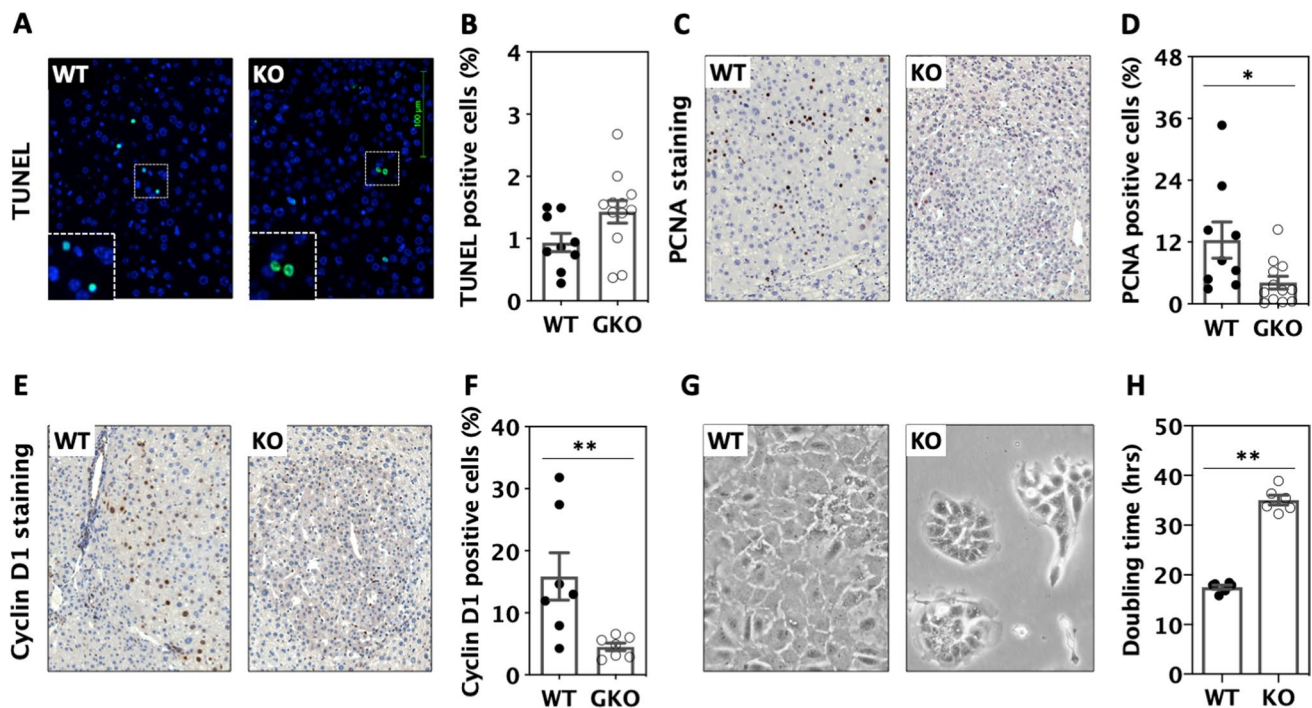 A
WT
KO
100 µm
TUNEL
B
TUNEL positive cells (%)
4
3
2
1
0
WT GKO
C
WT
KO
PCNA staining
D
PCNA positive cells (%)
48
36
24
12
0
*
WT GKO
E
WT
KO
Cyclin D1 staining
F
Cyclin D1 positive cells (%)
40
30
20
10
0
**
WT GKO
G
WT
KO
H
Doubling time (hrs)
50
40
30
20
10
0
**
WT KO